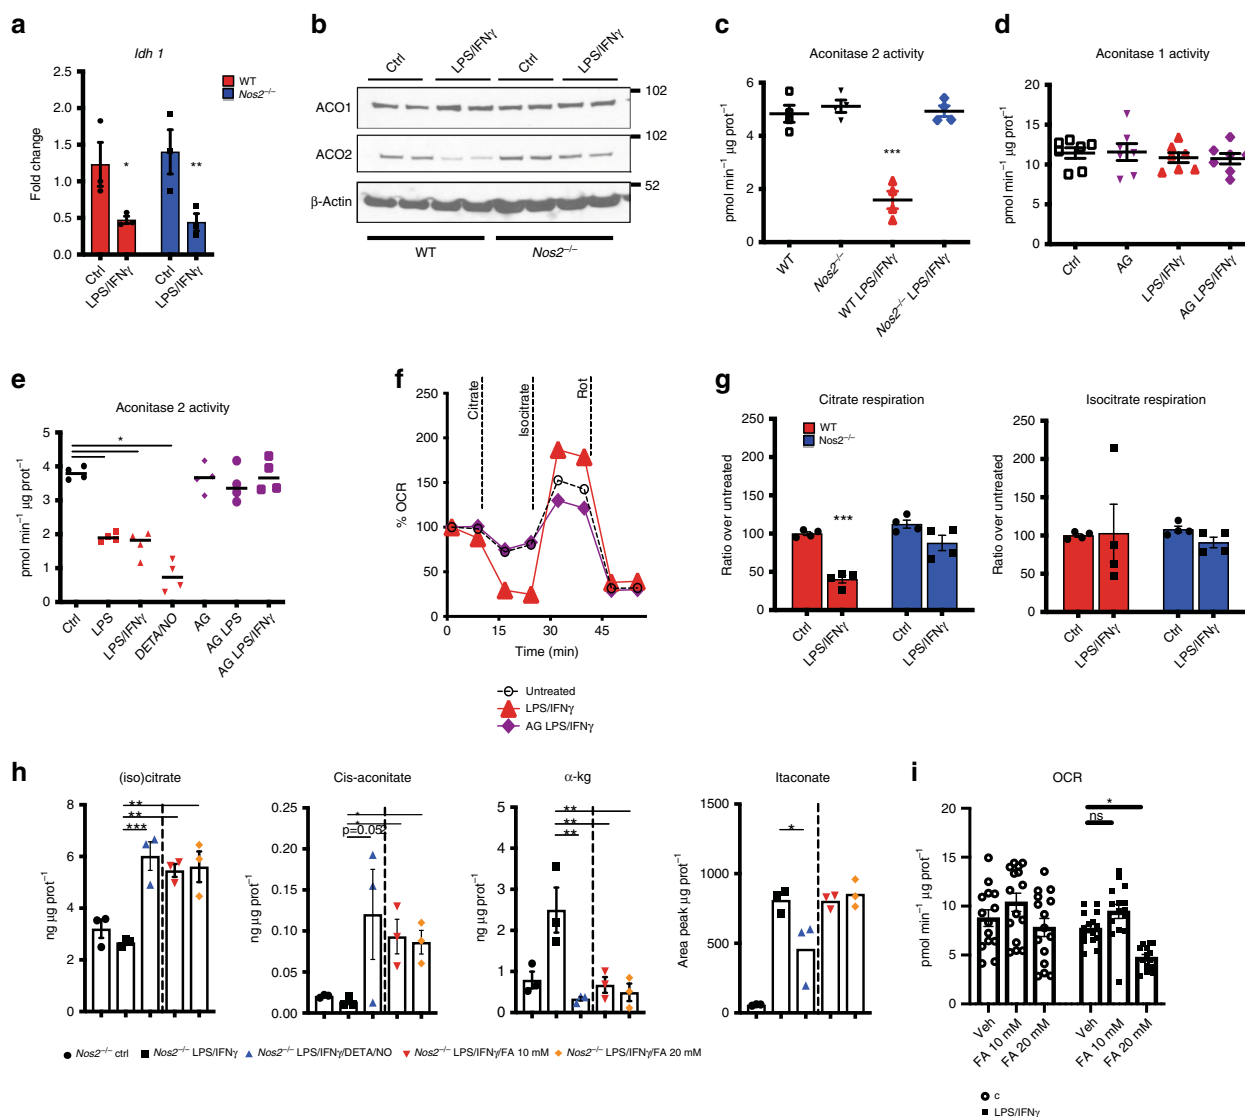 a
Idh 1
Fold change
2.5
2.0
1.5
1.0
0.5
0.0
*
**
WT
Nos2–/–
Ctrl
LPS/IFNγ
Ctrl
LPS/IFNγ
b
Ctrl
LPS/IFNγ
Ctrl
LPS/IFNγ
ACO1
102
ACO2
102
β-Actin
52
WT
Nos2–/–
c
Aconitase 2 activity
pmol min–1 µg prot–1
6
4
2
0
***
WT
Nos2–/–
WT LPS/IFNγ
Nos2–/– LPS/IFNγ
d
Aconitase 1 activity
pmol min–1 µg prot–1
20
15
10
5
0
Ctrl
AG
LPS/IFNγ
AG LPS/IFNγ
e
Aconitase 2 activity
pmol min–1 µg prot–1
5
4
3
2
1
0
*
Ctrl
LPS
LPS/IFNγ
DETA/NO
AG
AG LPS
AG LPS/IFNγ
f
% OCR
250
200
150
100
50
0
Citrate
Isocitrate
Rot
0
15
30
45
Time (min)
Untreated
LPS/IFNγ
AG LPS/IFNγ
g
Citrate respiration
Ratio over untreated
250
200
150
100
50
0
WT
Nos2–/–
***
Ctrl
LPS/IFNγ
Ctrl
LPS/IFNγ
Isocitrate respiration
Ratio over untreated
250
200
150
100
50
0
Ctrl
LPS/IFNγ
Ctrl
LPS/IFNγ
h
(iso)citrate
ng µg prot–1
10
8
6
4
2
0
**
**
***
Cis-aconitate
ng µg prot–1
0.25
0.20
0.15
0.10
0.05
0.00
*
*
p=0.052
α-kg
ng µg prot–1
5
4
3
2
1
0
**
**
**
Itaconate
Area peak µg prot–1
1500
1000
500
0
*
Nos2–/– ctrl
Nos2–/– LPS/IFNγ
Nos2–/– LPS/IFNγ/DETA/NO
Nos2–/– LPS/IFNγ/FA 10 mM
Nos2–/– LPS/IFNγ/FA 20 mM
i
OCR
pmol min–1 µg prot–1
20
15
10
5
0
*
ns
Veh
FA 10 mM
FA 20 mM
Veh
FA 10 mM
FA 20 mM
c
LPS/IFNγ